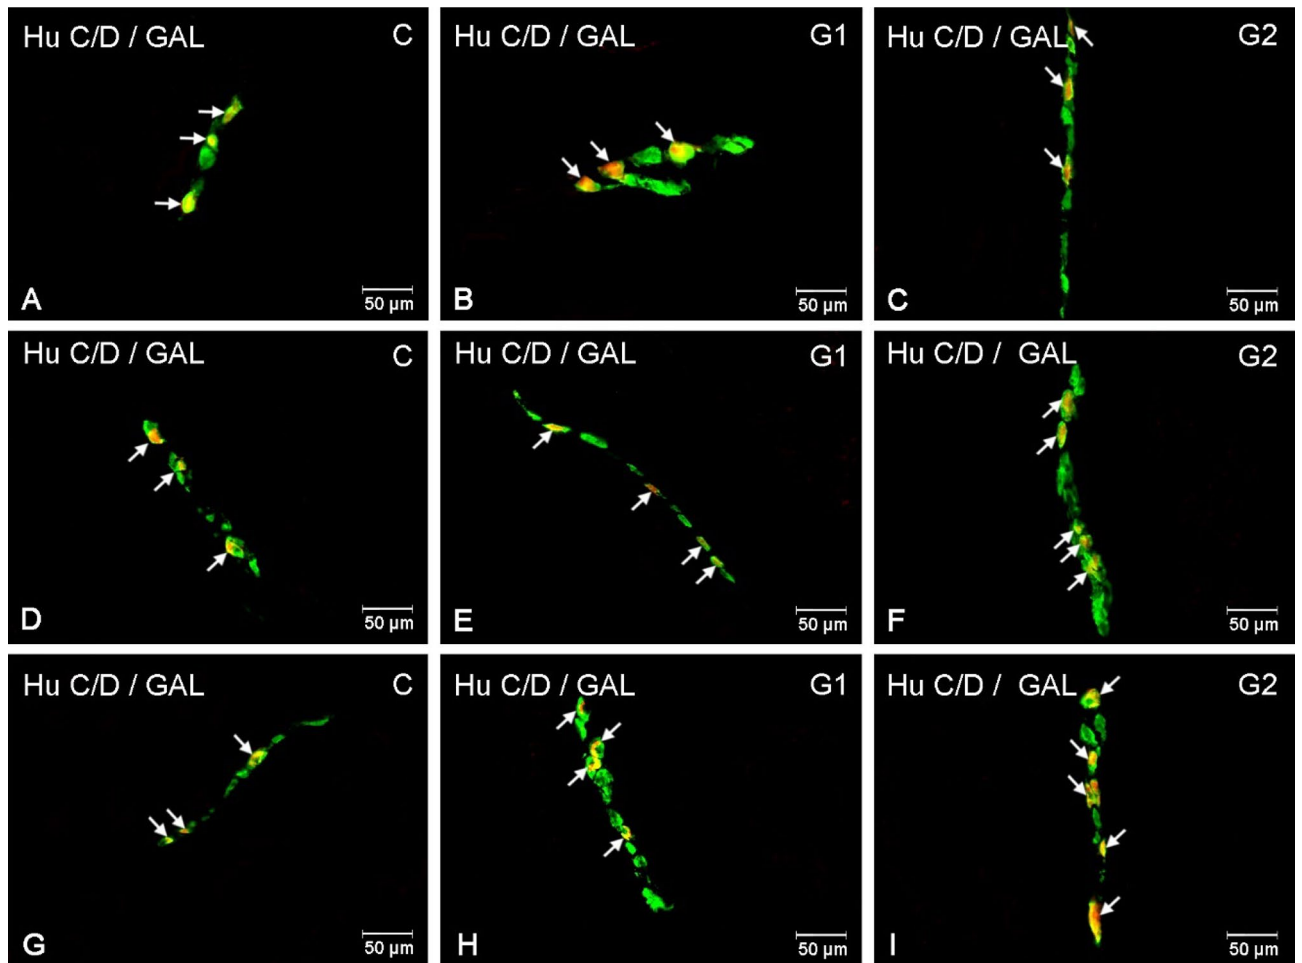 Hu C/D / GAL C
50 µm
A
Hu C/D / GAL G1
50 µm
B
Hu C/D / GAL G2
50 µm
C
Hu C/D / GAL C
50 µm
D
Hu C/D / GAL G1
50 µm
E
Hu C/D / GAL G2
50 µm
F
Hu C/D / GAL C
50 µm
G
Hu C/D / GAL G1
50 µm
H
Hu C/D / GAL G2
50 µm
I